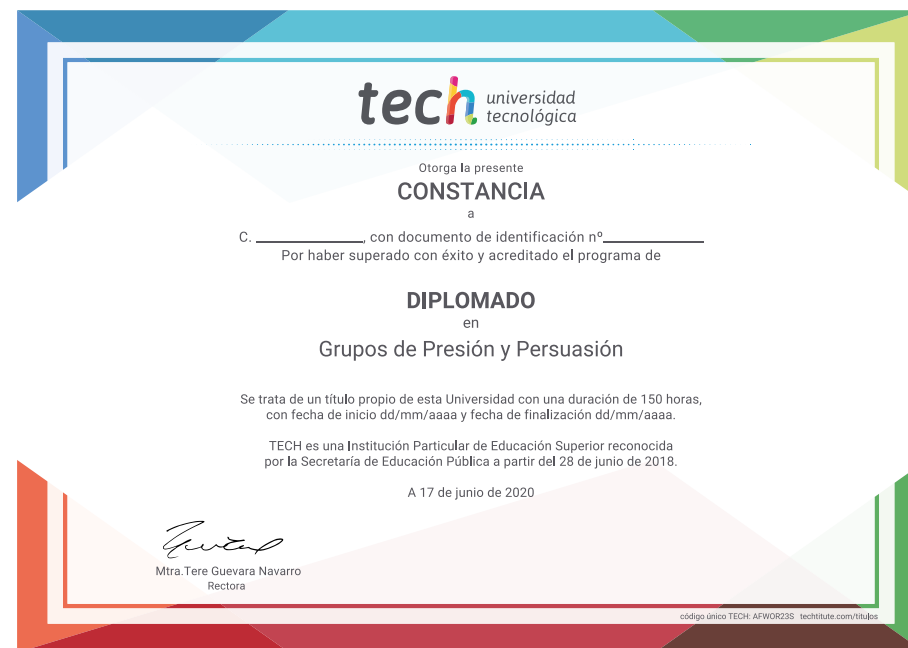 tech universidad
tecnológica
Otorga la presente
CONSTANCIA
a
C. ______________, con documento de identificación nº_____________
Por haber superado con éxito y acreditado el programa de
DIPLOMADO
en
Grupos de Presión y Persuasión
Se trata de un título propio de esta Universidad con una duración de 150 horas,
con fecha de inicio dd/mm/aaaa y fecha de finalización dd/mm/aaaa.
TECH es una Institución Particular de Educación Superior reconocida
por la Secretaría de Educación Pública a partir del 28 de junio de 2018.
A 17 de junio de 2020
Mtra.Tere Guevara Navarro
Rectora
código único TECH: AFWOR23S techtitute.com/titulos